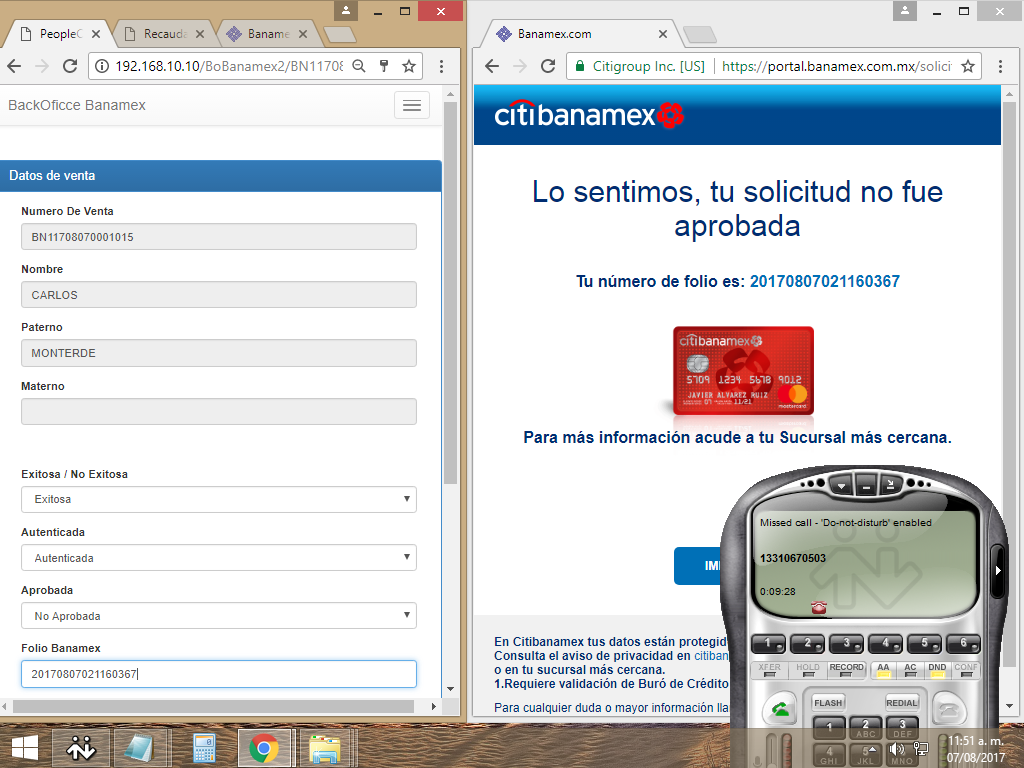 PeopleC
Recauda
Baname
192.168.10.10/BoBanamex2/BN11708
BackOficce Banamex
Datos de venta
Numero De Venta
BN11708070001015
Nombre
CARLOS
Paterno
MONTERDE
Materno
Exitosa / No Exitosa
Exitosa
Autenticada
Autenticada
Aprobada
No Aprobada
Folio Banamex
20170807021160367
Banamex.com
Citigroup Inc. [US]
https://portal.banamex.com.mx/solici
citibanamex
Lo sentimos, tu solicitud no fue
aprobada
Tu número de folio es: 20170807021160367
citibanamex
5709 1234 5678 9012
JAVIER ALVAREZ RUIZ
mastercard
Para más información acude a tu Sucursal más cercana.
En Citibanamex tus datos están protegid
Consulta el aviso de privacidad en citiban
o en tu sucursal más cercana.
1.Requiere validación de Buró de Crédito
Para cualquier duda o mayor información lla
Missed call - 'Do-not-disturb' enabled
13310670503
0:09:28
1 2 3 4 5 6
XFER HOLD RECORD AA AC DND CONF
FLASH REDIAL
1 2 ABC 3 DEF
4 GHI 5 JKL MNO
11:51 a. m.
07/08/2017